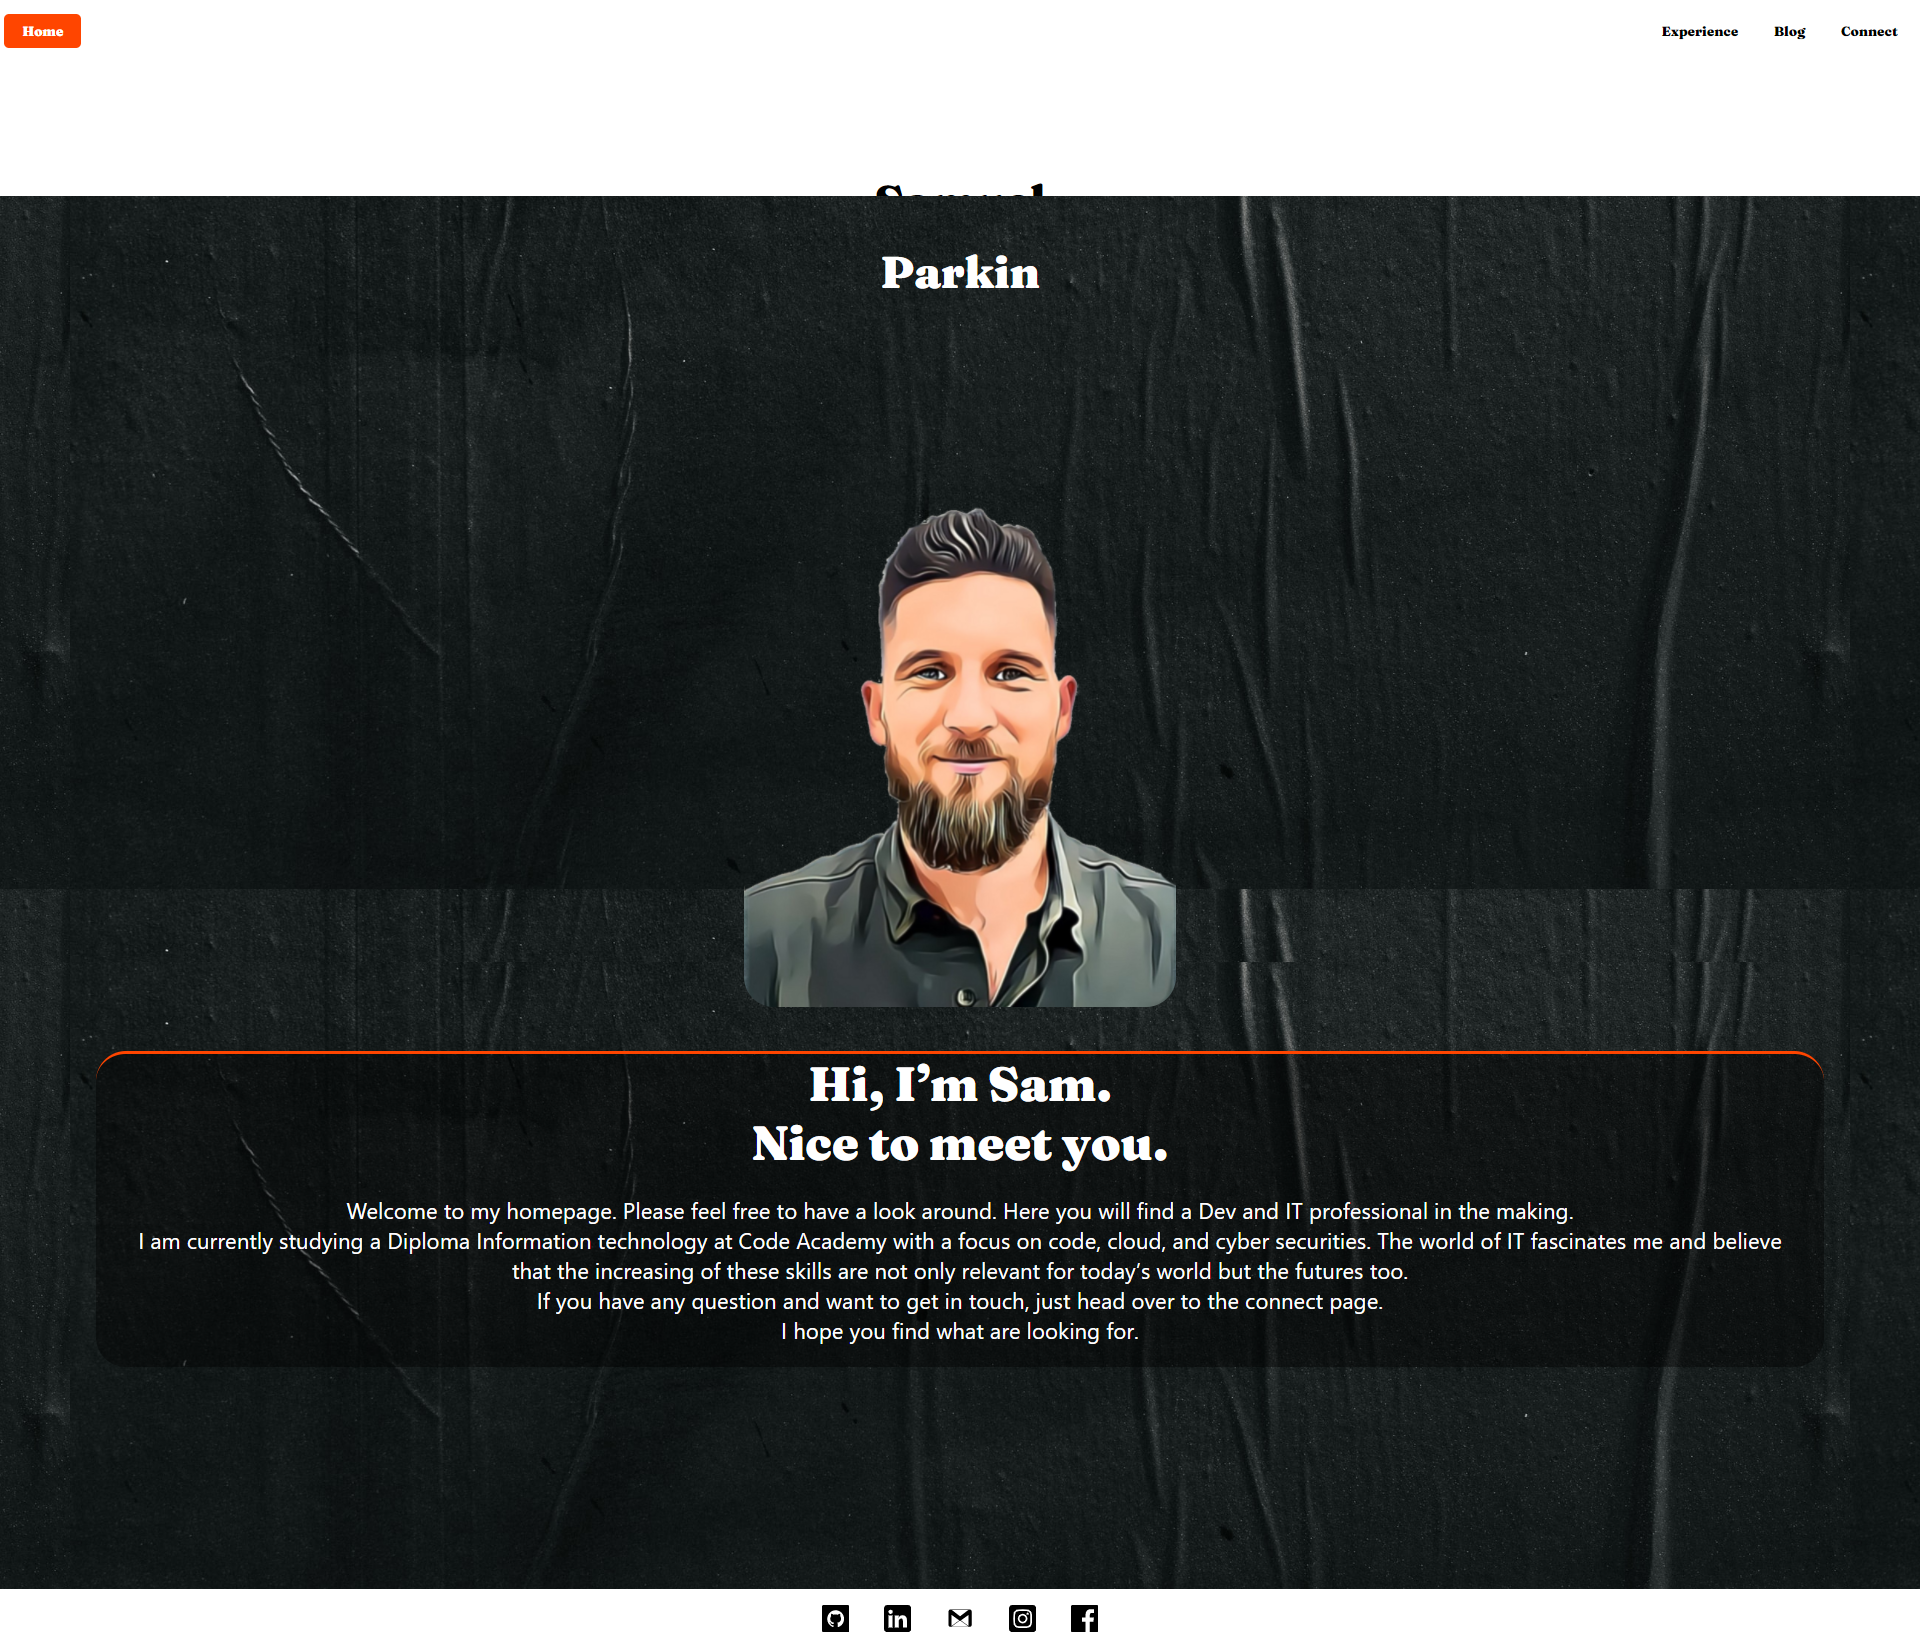 Home
Experience
Blog
Connect
Samuel
Parkin
Hi, I’m Sam.
Nice to meet you.
Welcome to my homepage. Please feel free to have a look around. Here you will find a Dev and IT professional in the making.
I am currently studying a Diploma Information technology at Code Academy with a focus on code, cloud, and cyber securities. The world of IT fascinates me and believe
that the increasing of these skills are not only relevant for today’s world but the futures too.
If you have any question and want to get in touch, just head over to the connect page.
I hope you find what are looking for.